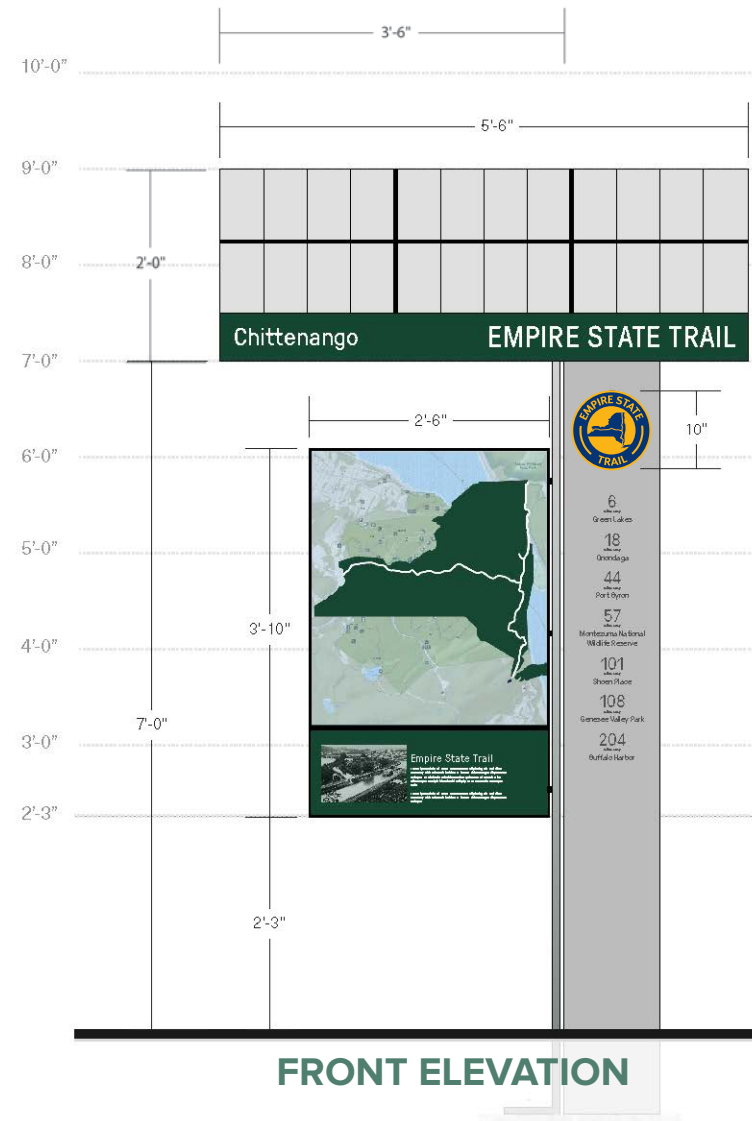 3'-6"
10'-0"
5'-6"
9'-0"
8'-0"
2'-0"
Chittenango
EMPIRE STATE TRAIL
7'-0"
EMPIRE STATE
TRAIL
2'-6"
10"
6'-0"
6
Green Lakes
5'-0"
18
Onondaga
44
Port Byron
3'-10"
57
Montezuma National
Wildlife Reserve
4'-0"
101
Shoen Place
108
Genesee Valley Park
7'-0"
3'-0"
204
Buffalo Harbor
Empire State Trail
2'-3"
2'-3"
FRONT ELEVATION